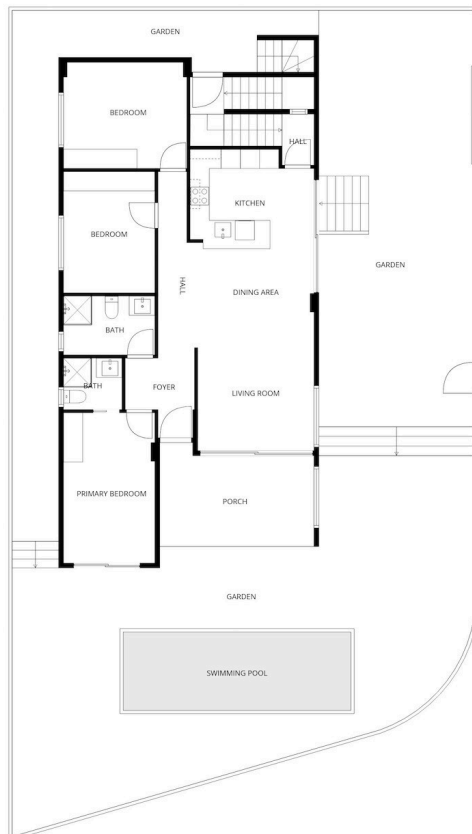 GARDEN
BEDROOM
HALL
KITCHEN
BEDROOM
GARDEN
HALL
DINING AREA
BATH
BATH
FOYER
LIVING ROOM
PRIMARY BEDROOM
PORCH
GARDEN
SWIMMING POOL